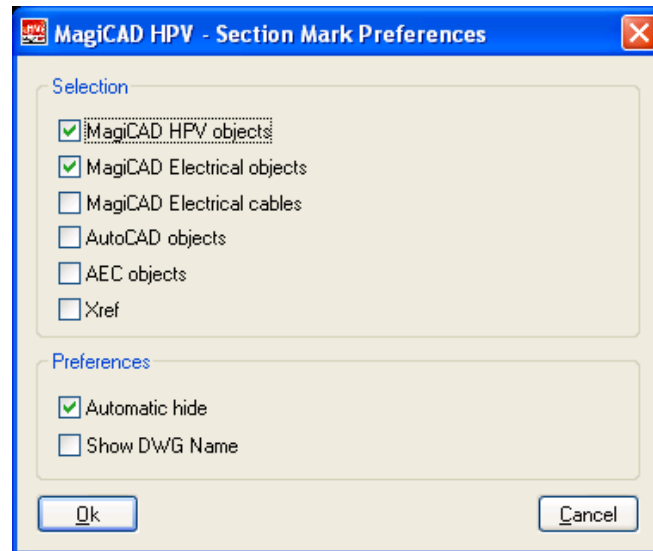 MagiCAD HPV - Section Mark Preferences
Selection
MagiCAD HPV objects
MagiCAD Electrical objects
MagiCAD Electrical cables
AutoCAD objects
AEC objects
Xref
Preferences
Automatic hide
Show DWG Name
Ok Cancel